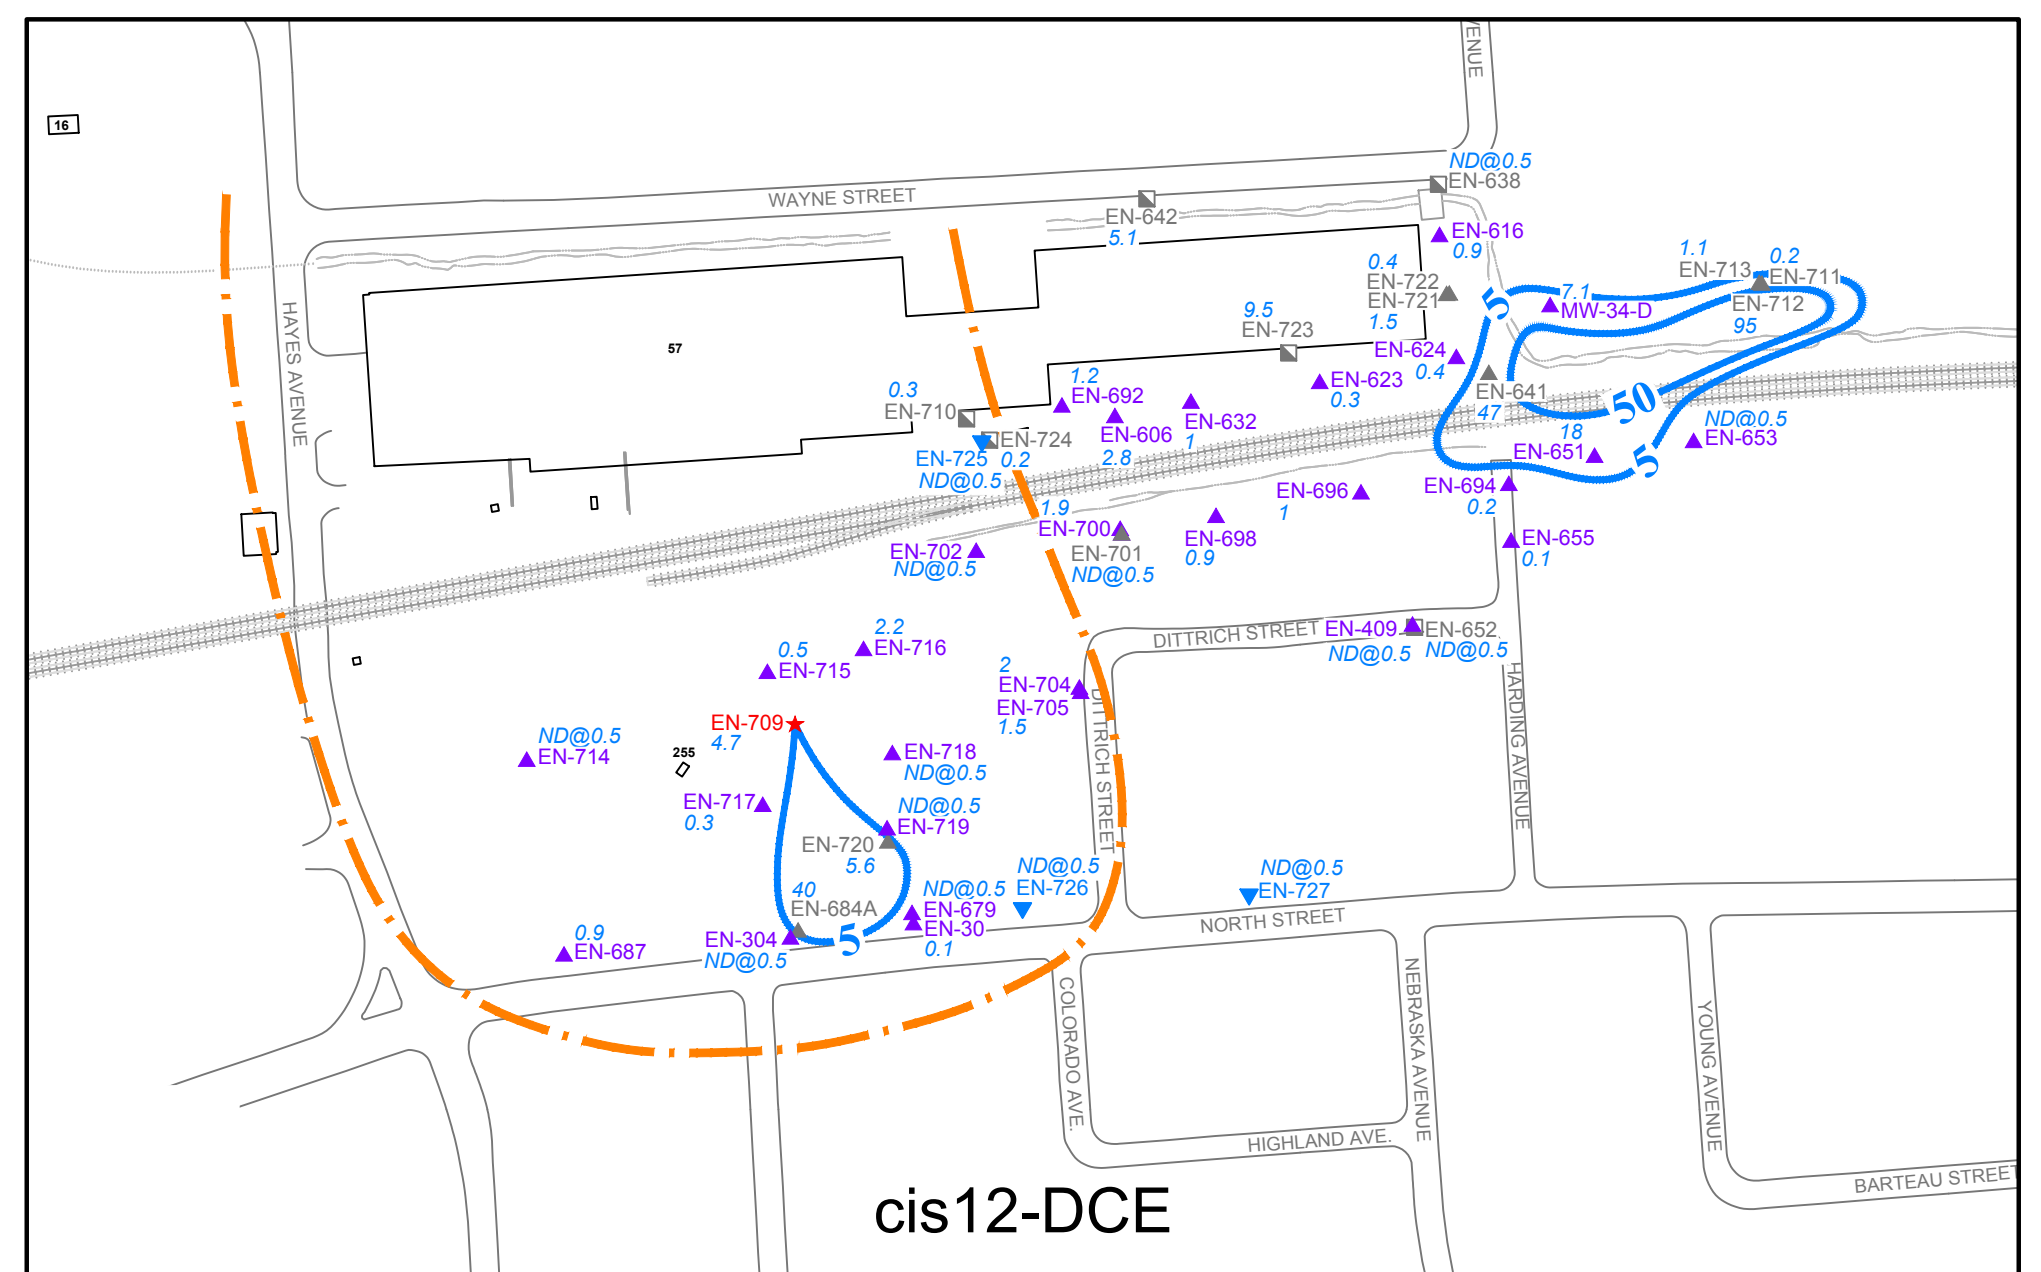 16
VENUE
WAYNE STREET
ND@0.5
EN-638
EN-642
5.1
EN-616
0.9
HAYES AVENUE
57
0.4
EN-722
EN-721
1.5
9.5
EN-723
1.1
EN-713
0.2
EN-711
EN-712
95
7.1
MW-34-D
5
EN-624
0.4
EN-623
0.3
EN-641
47
50
ND@0.5
EN-653
18
EN-651
5
0.3
EN-710
1.2
EN-692
EN-606
2.8
EN-632
1
EN-724
0.2
EN-725
ND@0.5
EN-694
0.2
EN-696
1
1.9
EN-700
EN-701
ND@0.5
EN-698
0.9
EN-655
0.1
EN-702
ND@0.5
DITTRICH STREET
EN-409
ND@0.5
EN-652
ND@0.5
2.2
EN-716
0.5
EN-715
2
EN-704
EN-705
1.5
DITTRICH STREET
HARDING AVENUE
EN-709
4.7
ND@0.5
EN-714
255
EN-718
ND@0.5
EN-717
0.3
ND@0.5
EN-719
EN-720
5.6
40
EN-684A
ND@0.5
EN-679
EN-30
0.1
ND@0.5
EN-726
ND@0.5
EN-727
NORTH STREET
0.9
EN-687
EN-304
ND@0.5
5
COLORADO AVE.
NEBRASKA AVENUE
YOUNG AVENUE
HIGHLAND AVE.
BARTEAU STREET
cis12-DCE